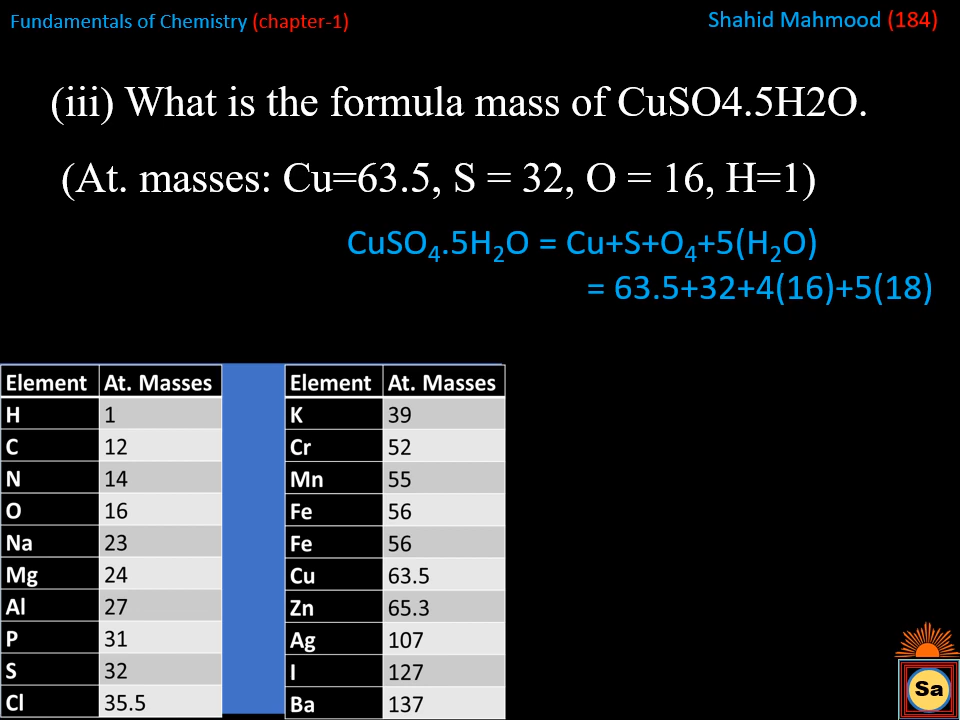 Fundamentals of Chemistry (chapter-1)
Shahid Mahmood (184)
(iii) What is the formula mass of CuSO4.5H2O.
(At. masses: Cu=63.5, S = 32, O = 16, H=1)
CuSO₄.5H₂O = Cu+S+O₄+5(H₂O)
= 63.5+32+4(16)+5(18)
Element At. Masses Element At. Masses
H 1 K 39
C 12 Cr 52
N 14 Mn 55
O 16 Fe 56
Na 23 Fe 56
Mg 24 Cu 63.5
Al 27 Zn 65.3
P 31 Ag 107
S 32 I 127
Cl 35.5 Ba 137
Sa